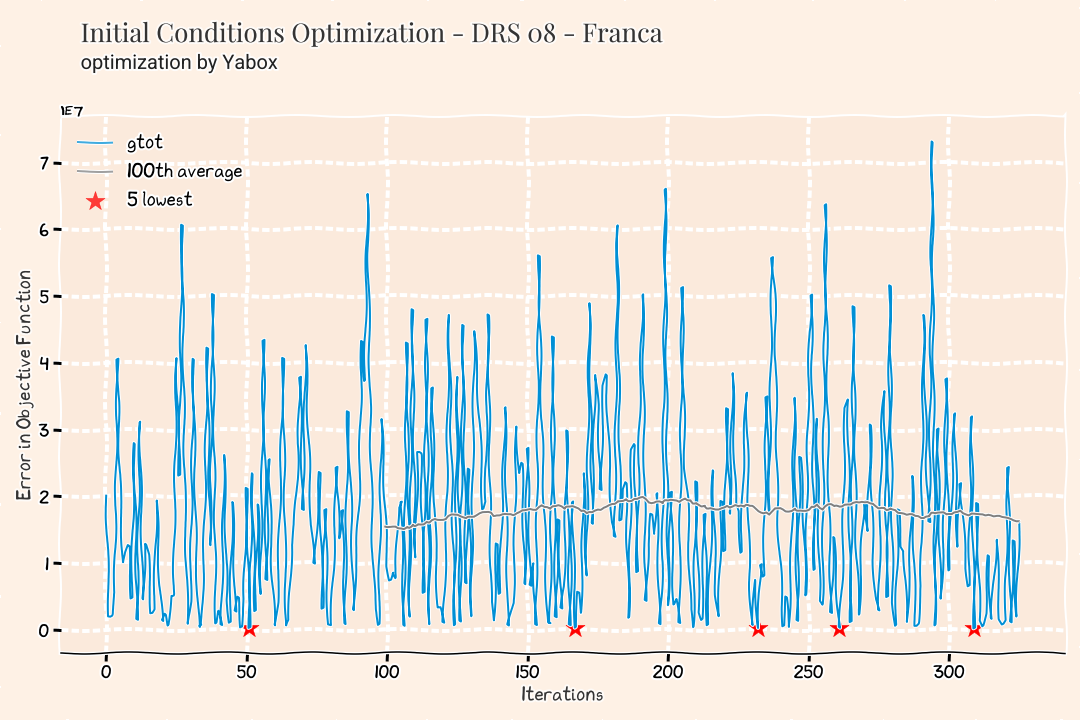 Initial Conditions Optimization - DRS 08 - Franca
optimization by Yabox
1E7
gtot
100th average
5 lowest
7
6
5
4
3
2
1
0
Error in Objective Function
0 50 100 150 200 250 300
Iterations